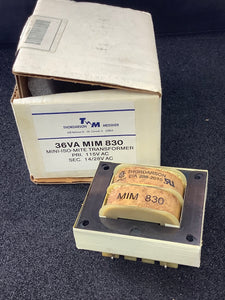 T M
THORDARSON MEISSNER
36VA MIM 830
MINI-ISO-MITE TRANSFORMER
PRI. 115V AC
SEC. 14/28V AC
THORDARSON
EIA
MIM 830